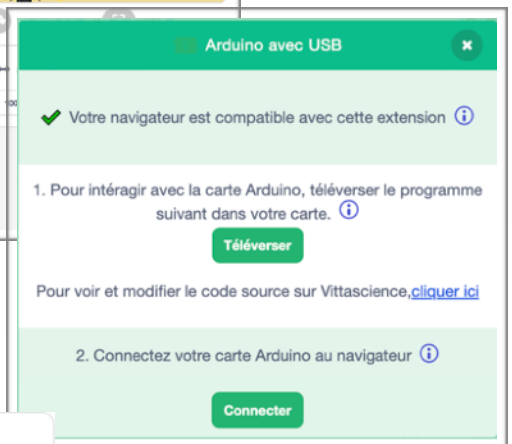 Arduino avec USB
Votre navigateur est compatible avec cette extension
1. Pour intéragir avec la carte Arduino, téléverser le programme
suivant dans votre carte.
Téléverser
Pour voir et modifier le code source sur Vittascience,cliquer ici
2. Connectez votre carte Arduino au navigateur
Connecter